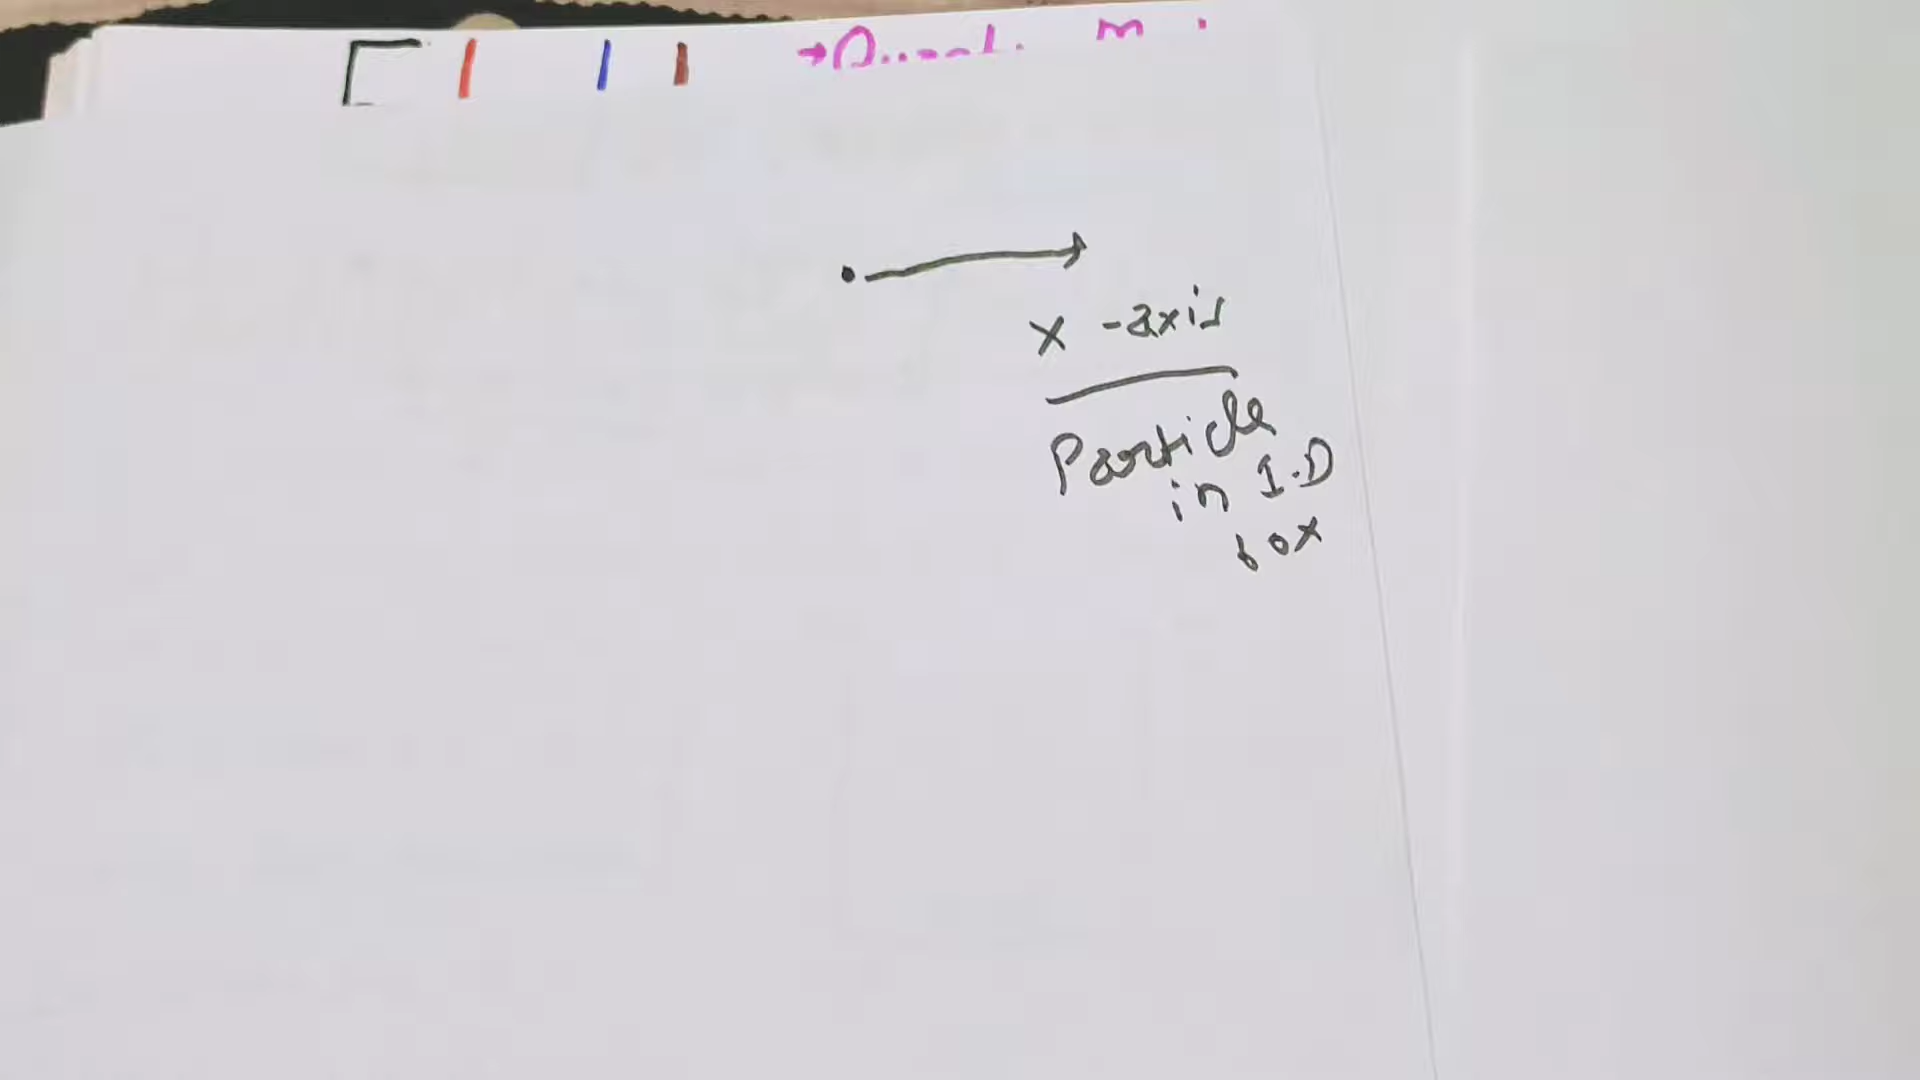 x-axis
Particle
in 1.D
box